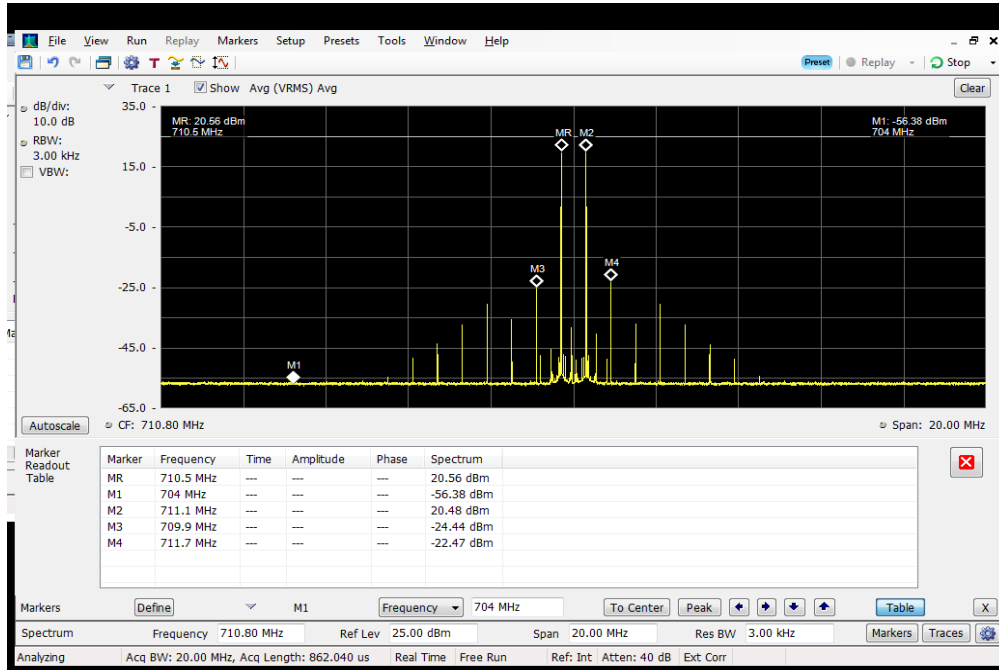 File View Run Replay Markers Setup Presets Tools Window Help
T Preset Replay Stop
Trace 1 Show Avg (VRMS) Avg Clear
dB/div:
10.0 dB
RBW:
3.00 kHz
VBW:
35.0
15.0
-5.0
-25.0
-45.0
-65.0
MR: 20.56 dBm
710.5 MHz
M1: -56.38 dBm
704 MHz
MR M2
M3
M4
M1
Autoscale CF: 710.80 MHz Span: 20.00 MHz
Marker
Readout
Table
Marker Frequency Time Amplitude Phase Spectrum
MR 710.5 MHz --- --- --- 20.56 dBm
M1 704 MHz --- --- --- -56.38 dBm
M2 711.1 MHz --- --- --- 20.48 dBm
M3 709.9 MHz --- --- --- -24.44 dBm
M4 711.7 MHz --- --- --- -22.47 dBm
Markers Define M1 Frequency 704 MHz To Center Peak Table X
Spectrum Frequency 710.80 MHz Ref Lev 25.00 dBm Span 20.00 MHz Res BW 3.00 kHz Markers Traces
Analyzing Acq BW: 20.00 MHz, Acq Length: 862.040 us Real Time Free Run Ref: Int Atten: 40 dB Ext Corr